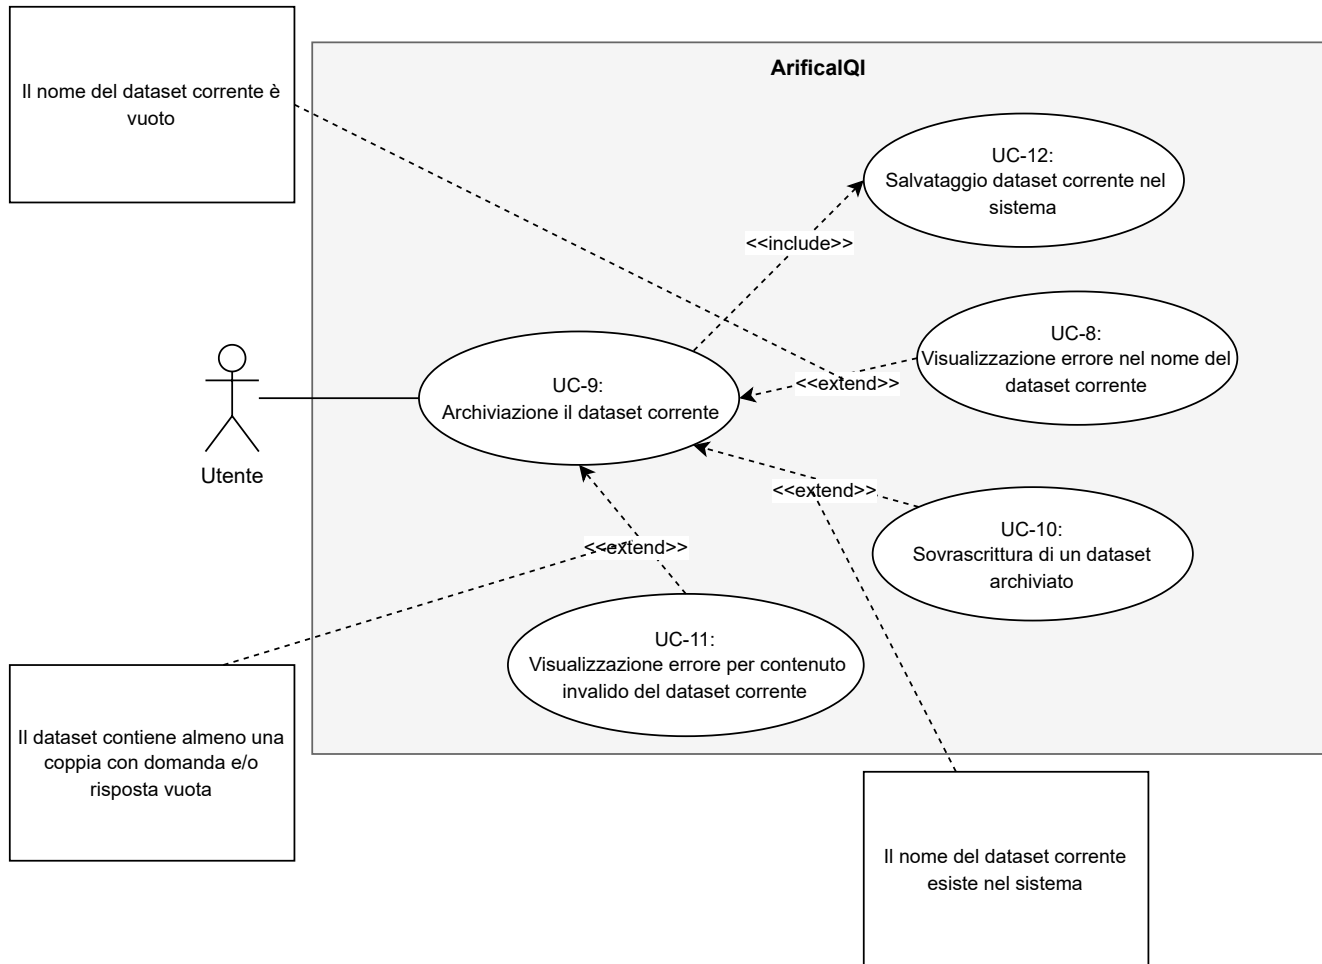 Il nome del dataset corrente è
vuoto
ArificalQI
UC-12:
Salvataggio dataset corrente nel
sistema
<<include>>
UC-8:
Visualizzazione errore nel nome del
dataset corrente
<<extend>>
UC-9:
Archiviazione il dataset corrente
Utente
<<extend>>
UC-10:
Sovrascrittura di un dataset
archiviato
<<extend>>
UC-11:
Visualizzazione errore per contenuto
invalido del dataset corrente
Il dataset contiene almeno una
coppia con domanda e/o
risposta vuota
Il nome del dataset corrente
esiste nel sistema